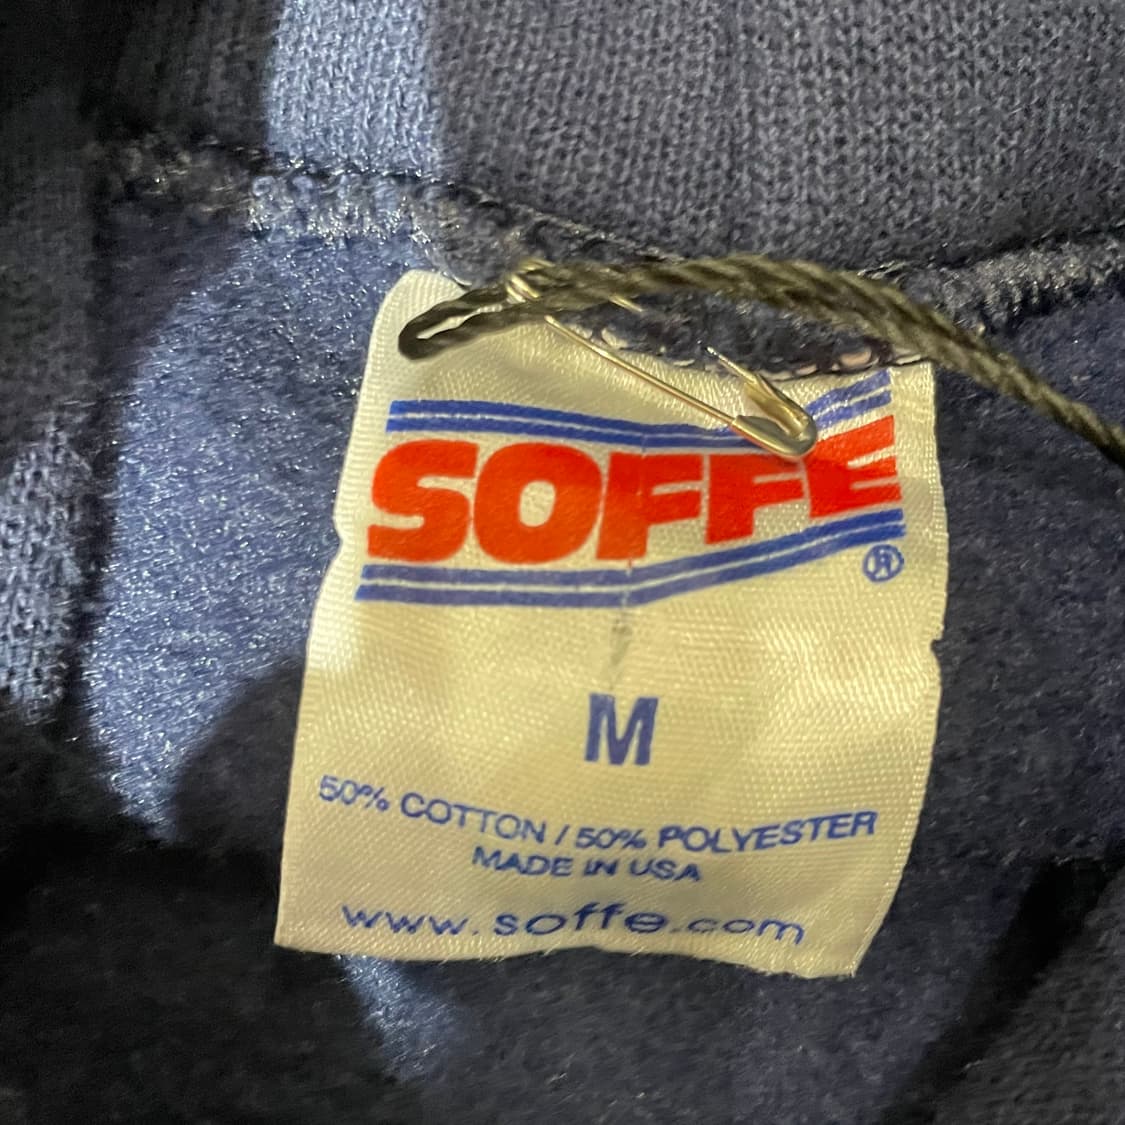 SOFFE
®
M
50% COTTON / 50% POLYESTER
MADE IN USA
www.soffe.com